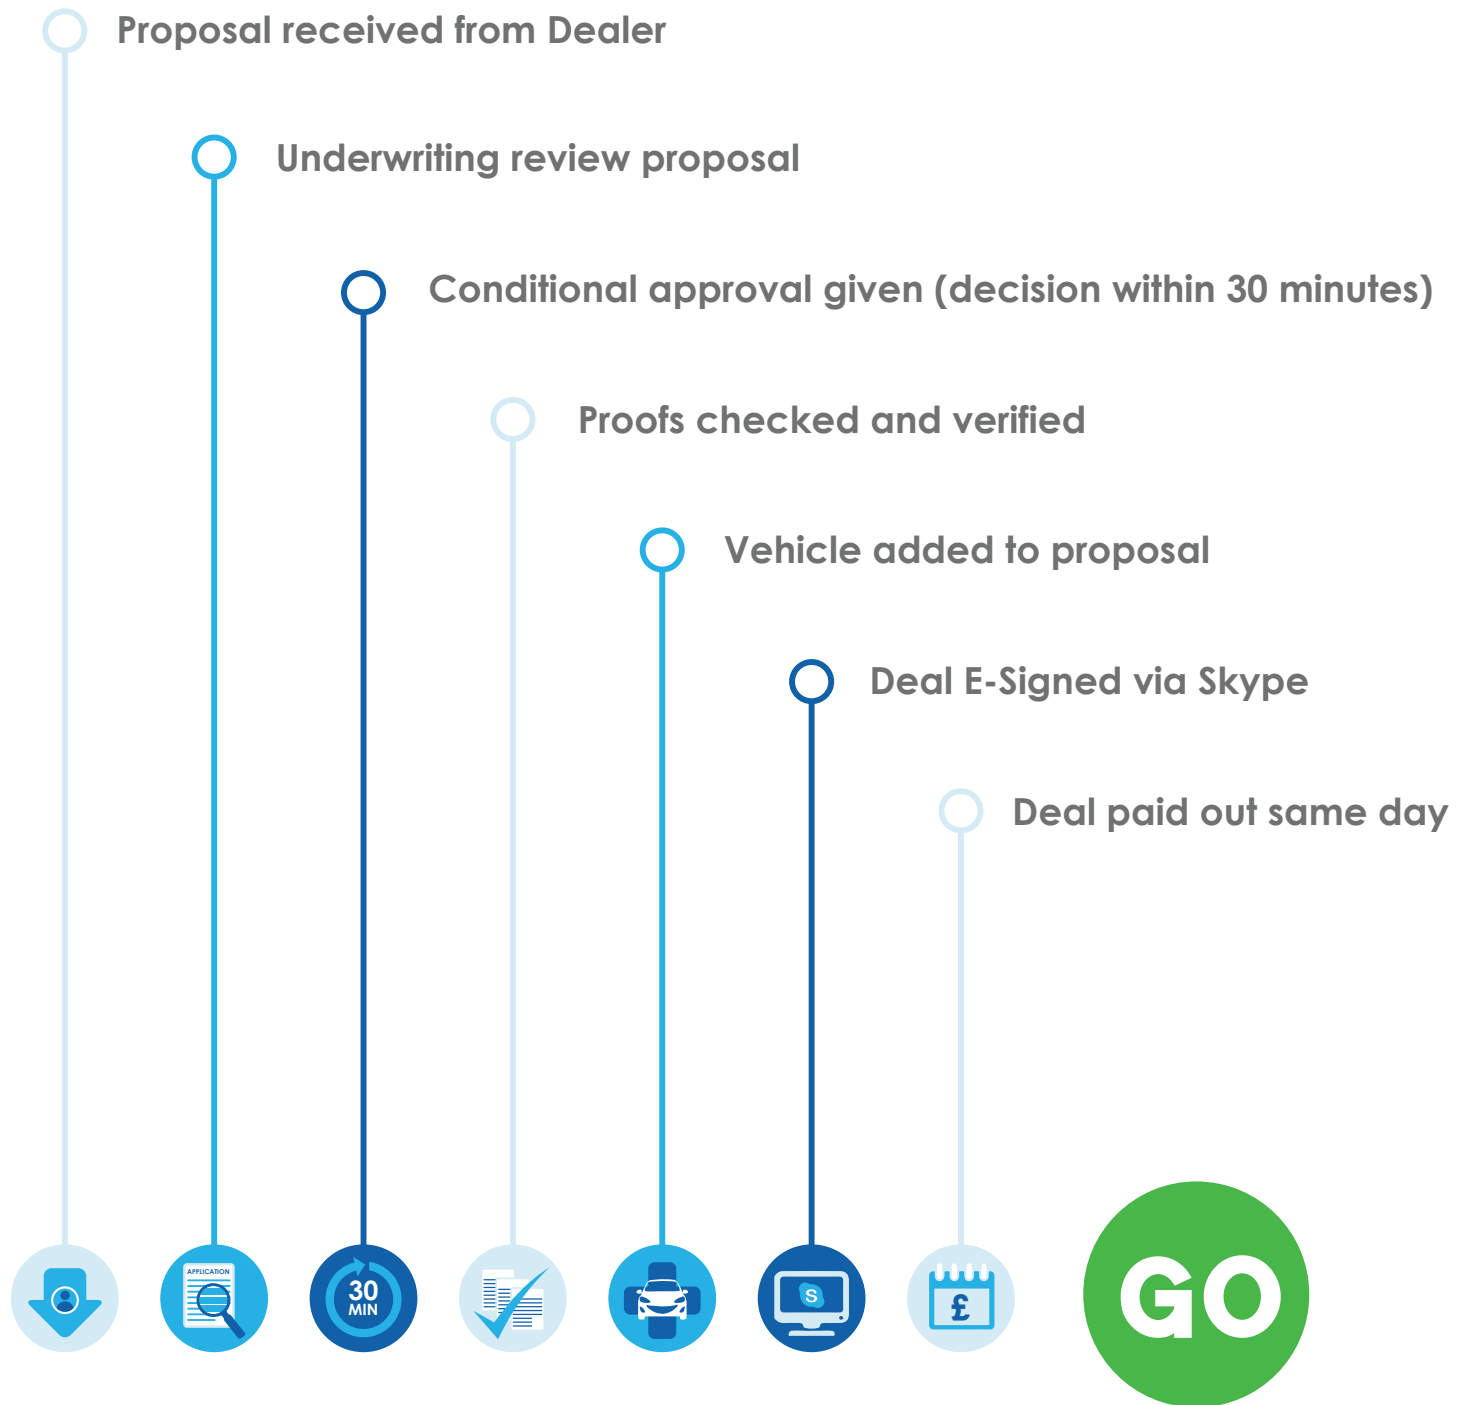 Proposal received from Dealer
Underwriting review proposal
Conditional approval given (decision within 30 minutes)
Proofs checked and verified
Vehicle added to proposal
Deal E-Signed via Skype
Deal paid out same day
APPLICATION
30
MIN
S
£
GO